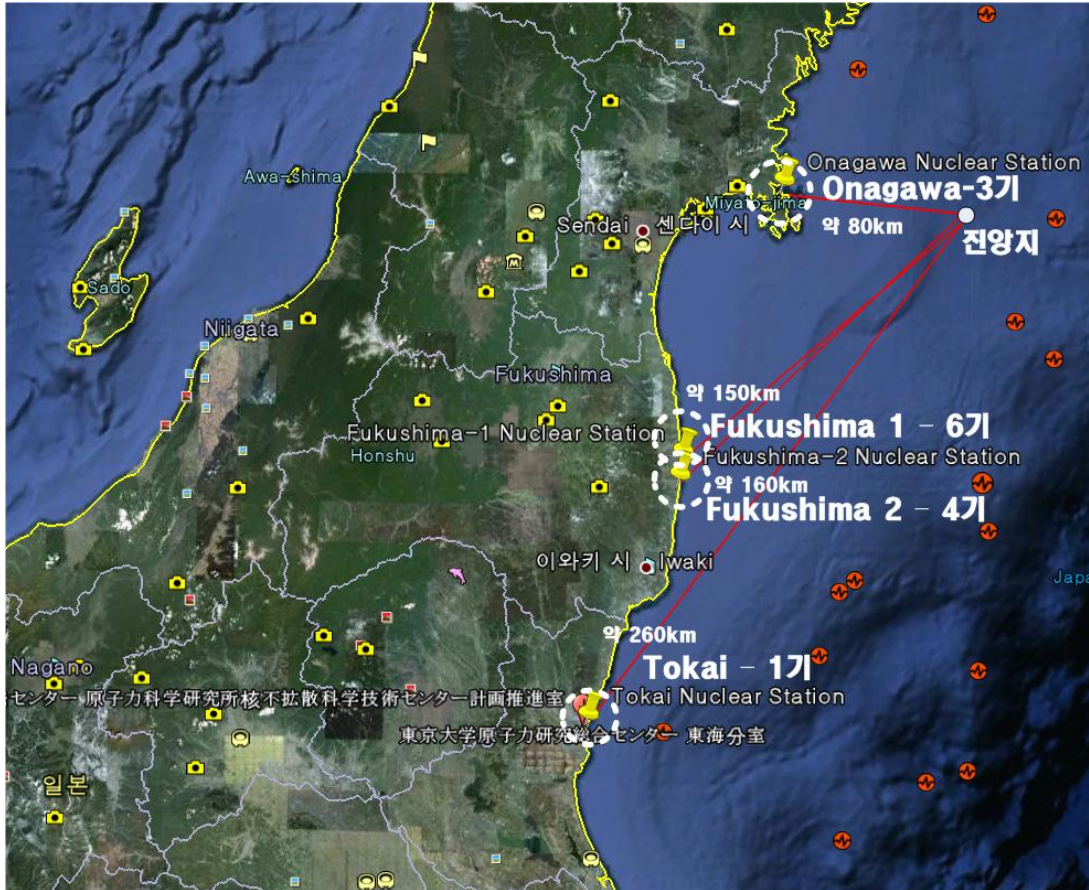 Onagawa Nuclear Station
Awa-shima
Onagawa-3기
Miyato-jima
Sendai 센다이 시
약 80km
진앙지
Sado
Niigata
Fukushima
약 150km
Fukushima 1 - 6기
Fukushima-1 Nuclear Station
Honshu
Fukushima-2 Nuclear Station
약 160km
Fukushima 2 - 4기
이와키 시 Iwaki
Japa
약 260km
Nagano
Tokai - 1기
センター 原子力科学研究所核不拡散科学技術センター計画推進室
Tokai Nuclear Station
東京大学原子力研究総合センター 東海分室
일본